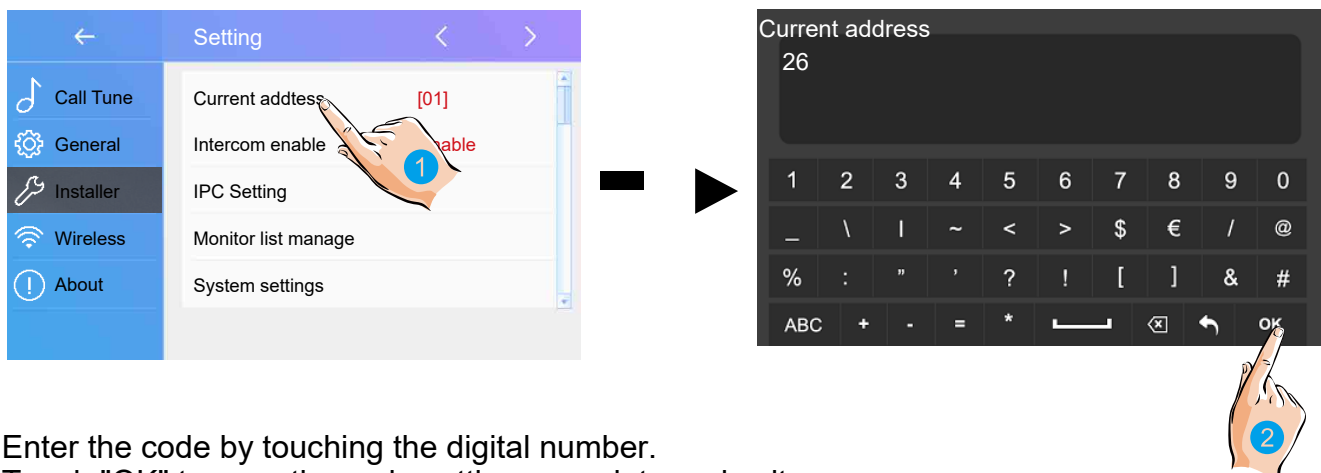 Setting
Call Tune
General
Installer
Wireless
About
Current addtess [01]
Intercom enable
IPC Setting
Monitor list manage
System settings
1
Current address
26
1 2 3 4 5 6 7 8 9 0
_ \ | ~ < > $ € / @
% : " ' ? ! [ ] & #
ABC + - = * OK
2
Enter the code by touching the digital number.